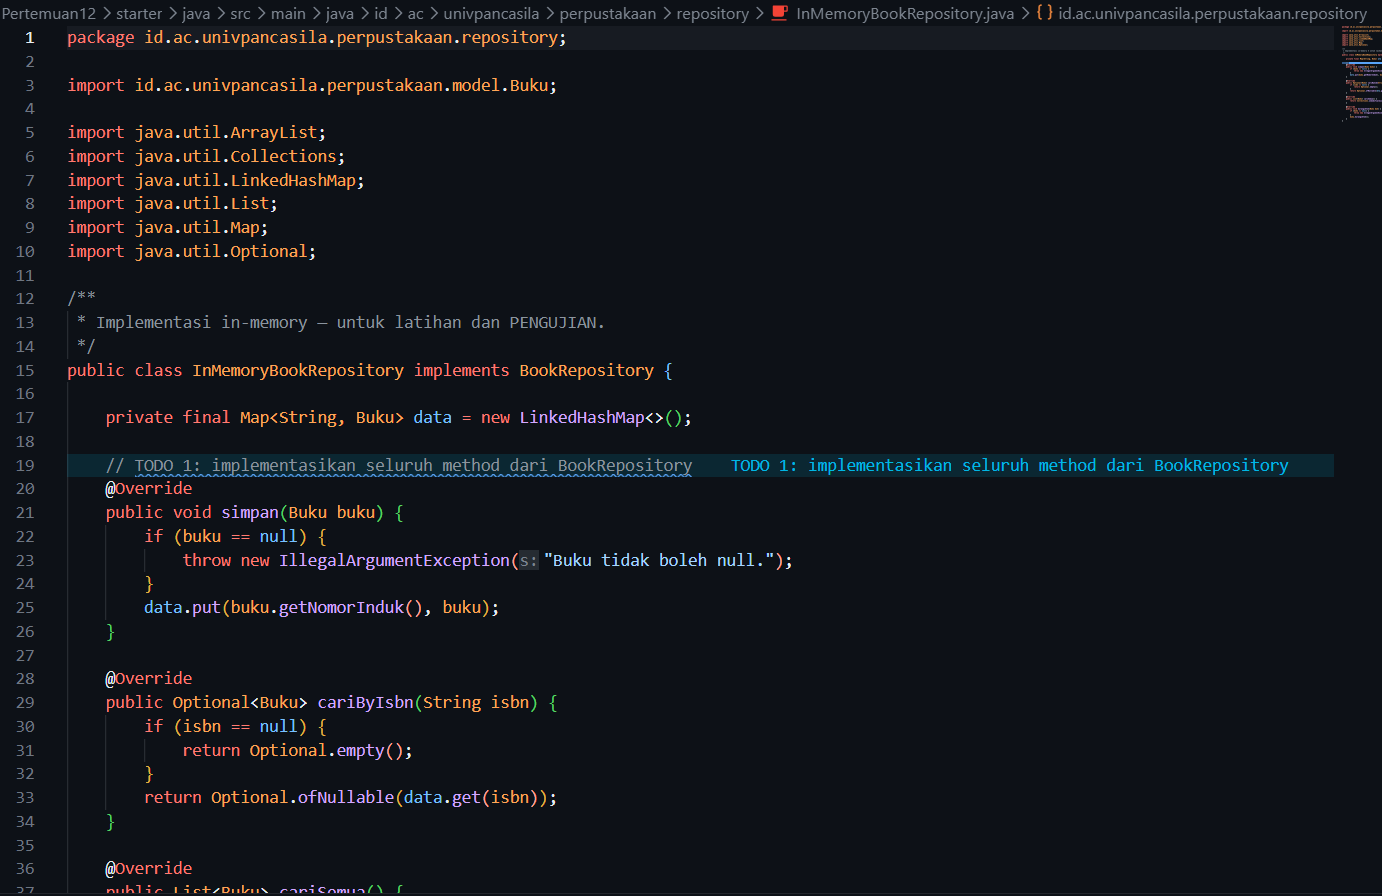 Pertemuan12 > starter > java > src > main > java > id > ac > univpancasila > perpustakaan > repository > InMemoryBookRepository.java > {} id.ac.univpancasila.perpustakaan.repository
1 package id.ac.univpancasila.perpustakaan.repository;
2
3 import id.ac.univpancasila.perpustakaan.model.Buku;
4
5 import java.util.ArrayList;
6 import java.util.Collections;
7 import java.util.LinkedHashMap;
8 import java.util.List;
9 import java.util.Map;
10 import java.util.Optional;
11
12 /**
13  * Implementasi in-memory — untuk latihan dan PENGUJIAN.
14  */
15 public class InMemoryBookRepository implements BookRepository {
16
17     private final Map<String, Buku> data = new LinkedHashMap<>();
18
19     // TODO 1: implementasikan seluruh method dari BookRepository    TODO 1: implementasikan seluruh method dari BookRepository
20     @Override
21     public void simpan(Buku buku) {
22         if (buku == null) {
23             throw new IllegalArgumentException(s: "Buku tidak boleh null.");
24         }
25         data.put(buku.getNomorInduk(), buku);
26     }
27
28     @Override
29     public Optional<Buku> cariByIsbn(String isbn) {
30         if (isbn == null) {
31             return Optional.empty();
32         }
33         return Optional.ofNullable(data.get(isbn));
34     }
35
36     @Override
37     public List<Buku> cariSemua() {